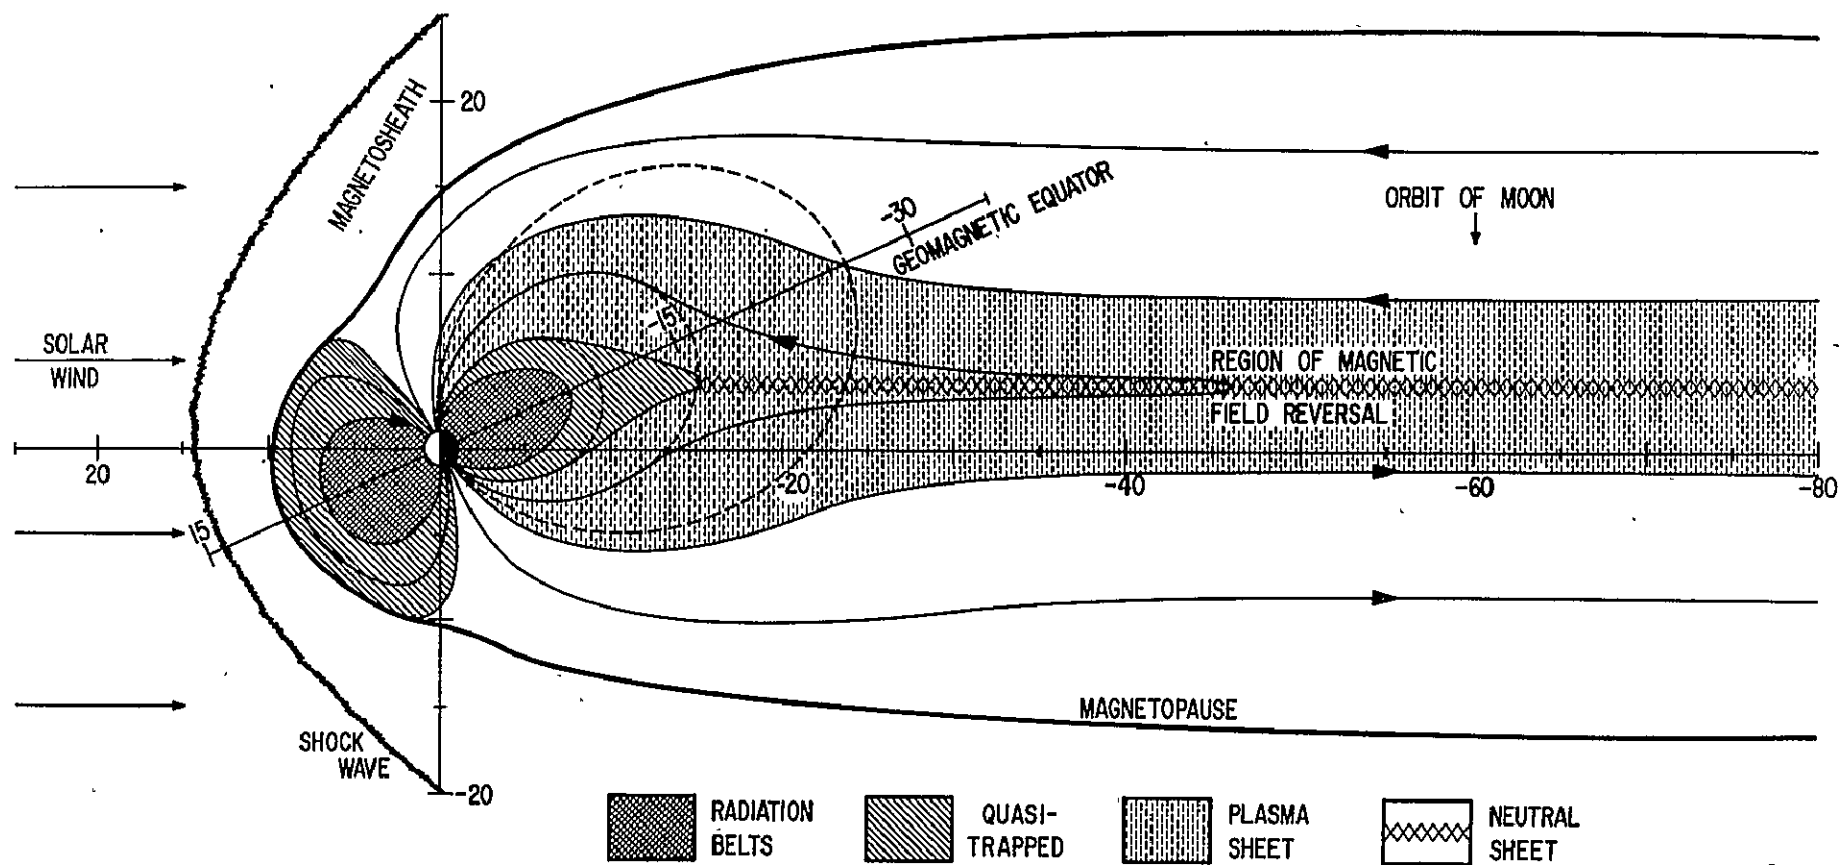 20
MAGNETOSHEATH
-30
GEOMAGNETIC EQUATOR
ORBIT OF MOON
-15
SOLAR
WIND
REGION OF MAGNETIC
FIELD REVERSAL
20
-20
-40
-60
-80
15
MAGNETOPAUSE
SHOCK
WAVE
-20
RADIATION
BELTS
QUASI-
TRAPPED
PLASMA
SHEET
NEUTRAL
SHEET